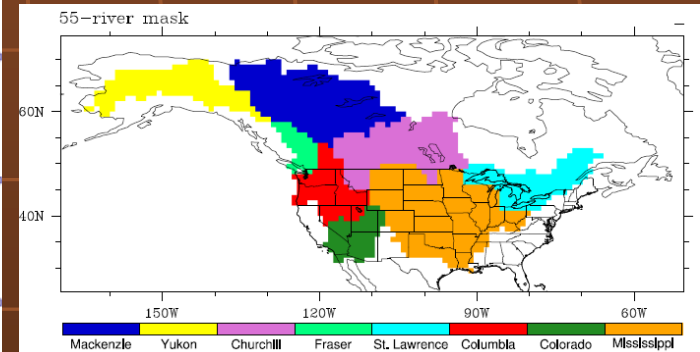 55-river mask
60N
40N
150W 120W 90W 60W
Mackenzie Yukon Churchill Fraser St. Lawrence Columbia Colorado Mississippi